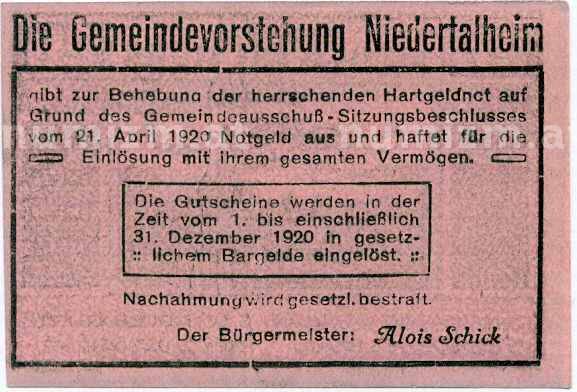 Die Gemeindevorstehung Niedertalheim
gibt zur Behebung der herrschenden Hartgeldnot auf
Grund des Gemeindeausschuß-Sitzungsbeschlusses
vom 21. April 1920 Notgeld aus und haftet für die
Einlösung mit ihrem gesamten Vermögen.
Die Gutscheine werden in der
Zeit vom 1. bis einschließlich
31. Dezember 1920 in gesetz-
:: lichem Bargelde eingelöst. ::
Nachahmung wird gesetzl. bestraft.
Der Bürgermeister: Alois Schick